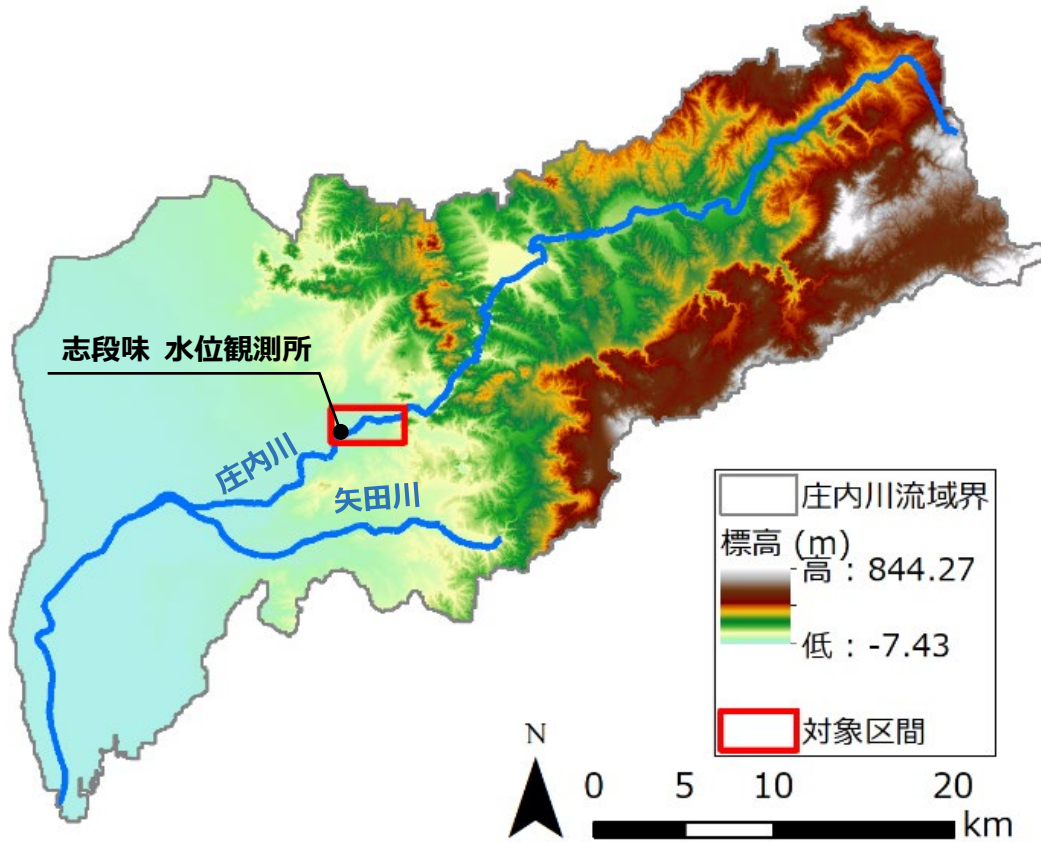 志段味 水位観測所
庄内川
矢田川
庄内川流域界
標高 (m)
高 : 844.27
低 : -7.43
対象区間
N
0 5 10 20
km